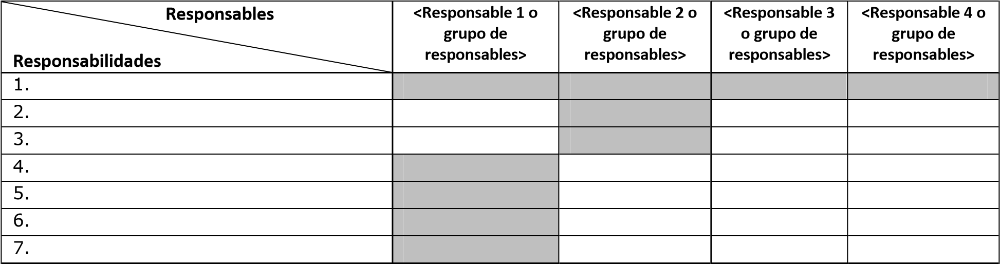 Responsables
Responsabilidades
<Responsable 1 o
grupo de
responsables>
<Responsable 2 o
grupo de
responsables>
<Responsable 3
o grupo de
responsables>
<Responsable 4 o
grupo de
responsables>
1.
2.
3.
4.
5.
6.
7.